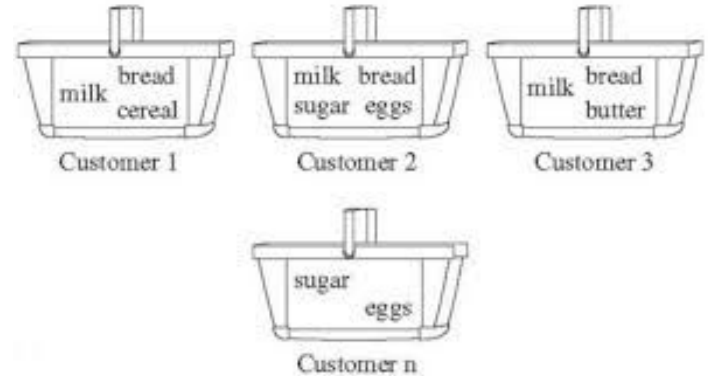 milk bread
cereal
Customer 1
milk bread
sugar eggs
Customer 2
milk bread
butter
Customer 3
sugar
eggs
Customer n